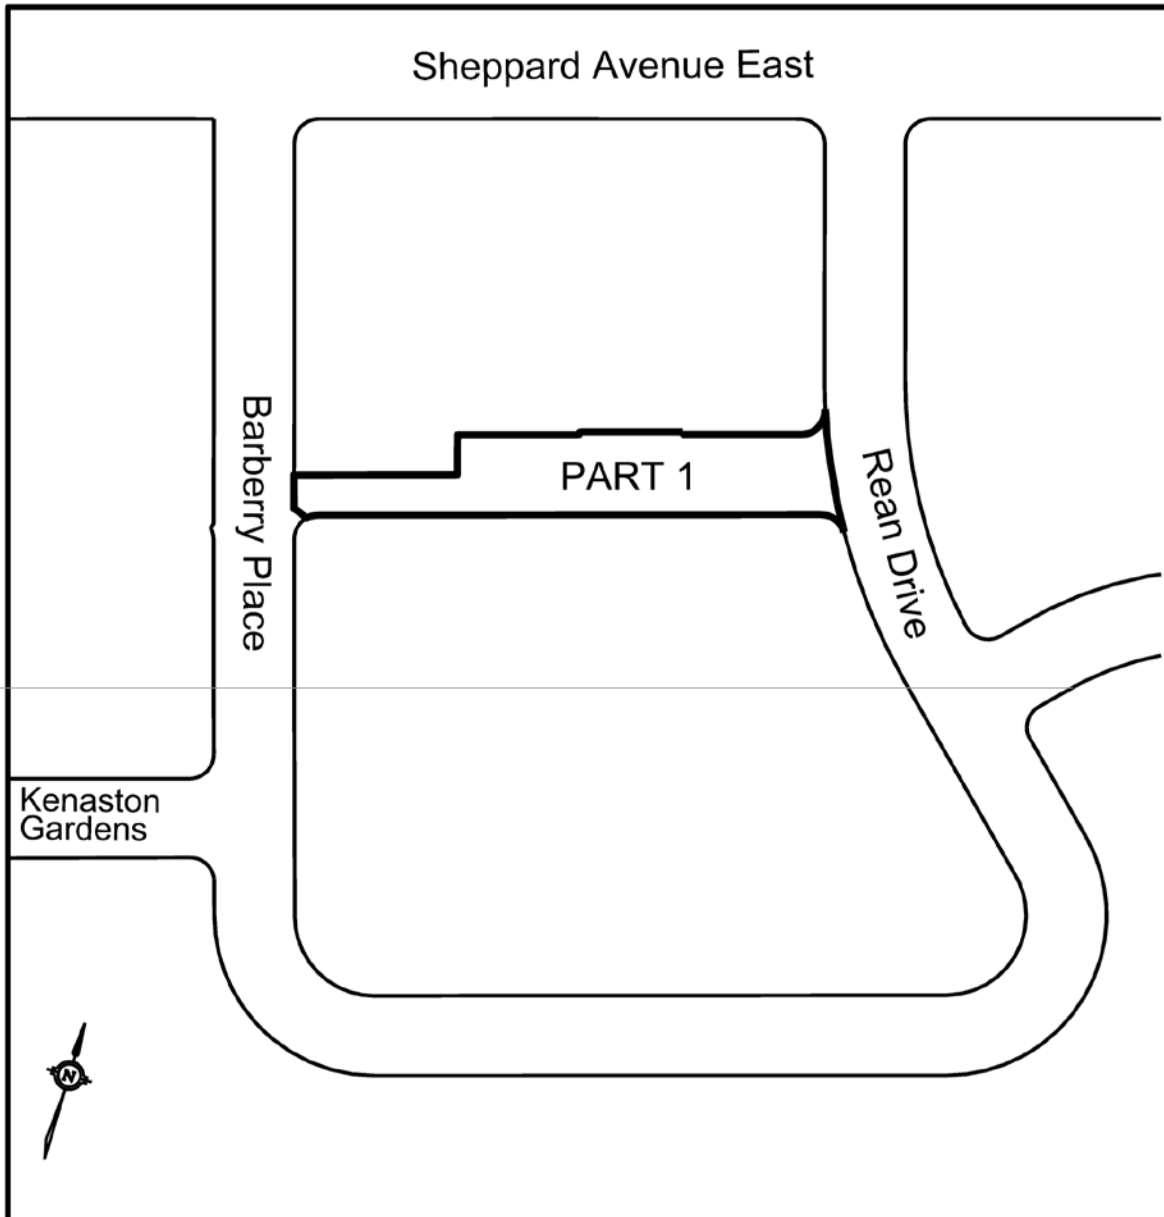 Sheppard Avenue East
Barberry Place
PART 1
Rean Drive
Kenaston
Gardens
N